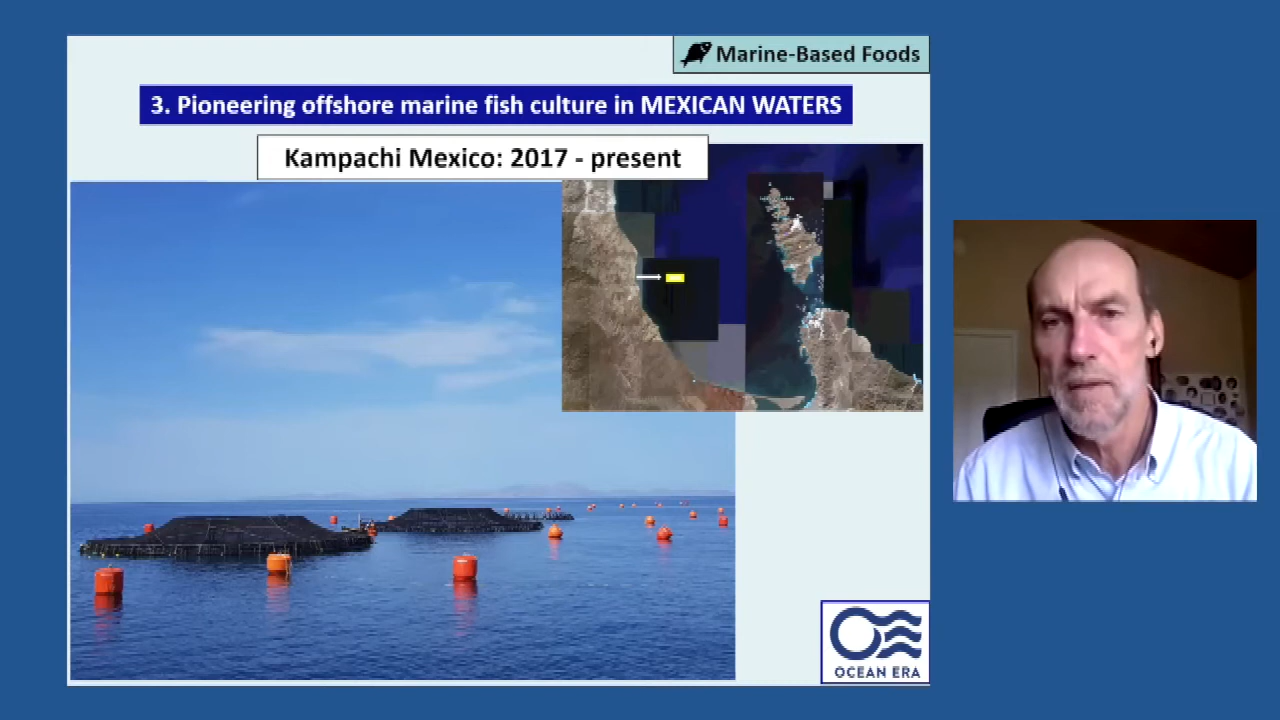 Marine-Based Foods
3. Pioneering offshore marine fish culture in MEXICAN WATERS
Kampachi Mexico: 2017 - present
OCEAN ERA